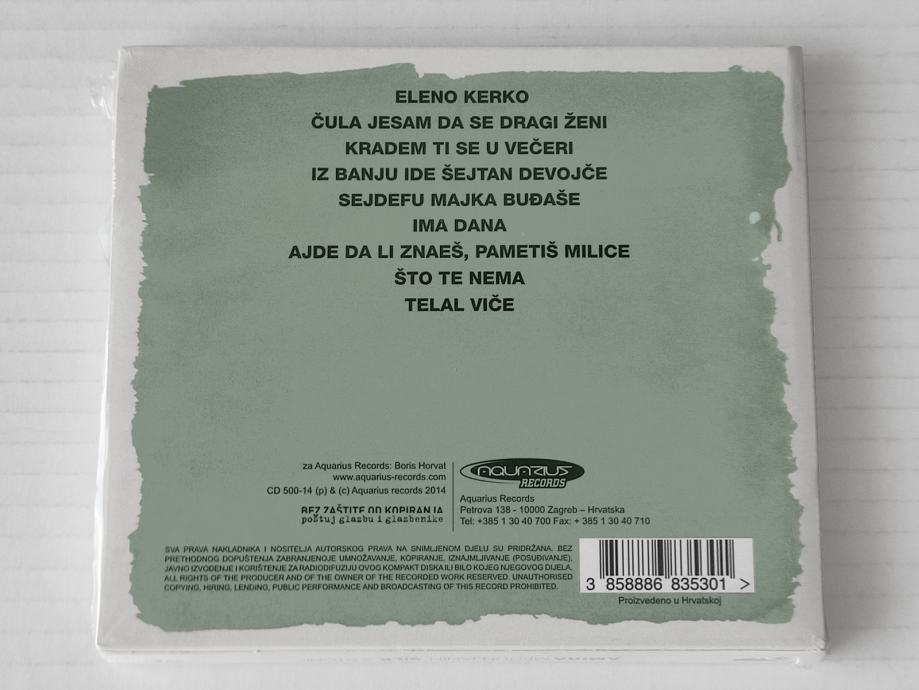 ELENO KERKO
ČULA JESAM DA SE DRAGI ŽENI
KRADEM TI SE U VEČERI
IZ BANJU IDE ŠEJTAN DEVOJČE
SEJDEFU MAJKA BUĐAŠE
IMA DANA
AJDE DA LI ZNAEŠ, PAMETIŠ MILICE
ŠTO TE NEMA
TELAL VIČE
za Aquarius Records: Boris Horvat
www.aquarius-records.com
CD 500-14 (p) & (c) Aquarius records 2014
BEZ ZAŠTITE OD KOPIRANJA
poštuj glazbu i glazbenike
AQUARIUS
RECORDS
Aquarius Records
Petrova 138 - 10000 Zagreb – Hrvatska
Tel: +385 1 30 40 700 Fax: + 385 1 30 40 710
SVA PRAVA NAKLADNIKA I NOSITELJA AUTORSKOG PRAVA NA SNIMLJENOM DJELU SU PRIDRŽANA. BEZ
PRETHODNOG DOPUŠTENJA ZABRANJENOJE UMNOŽAVANJE, KOPIRANJE, IZNAJMLJIVANJE (POSUĐIVANJE),
JAVNO IZVOĐENJE I KORIŠTENJE ZA RADIODIFUZIJU OVOG KOMPAKT DISKA ILI BILO KOJEG NJEGOVOG DIJELA.
ALL RIGHTS OF THE PRODUCER AND OF THE OWNER OF THE RECORDED WORK RESERVED. UNAUTHORISED
COPYING, HIRING, LENDING, PUBLIC PERFORMANCE AND BROADCASTING OF THIS RECORD PROHIBITED.
3 858886 835301 >
Proizvedeno u Hrvatskoj